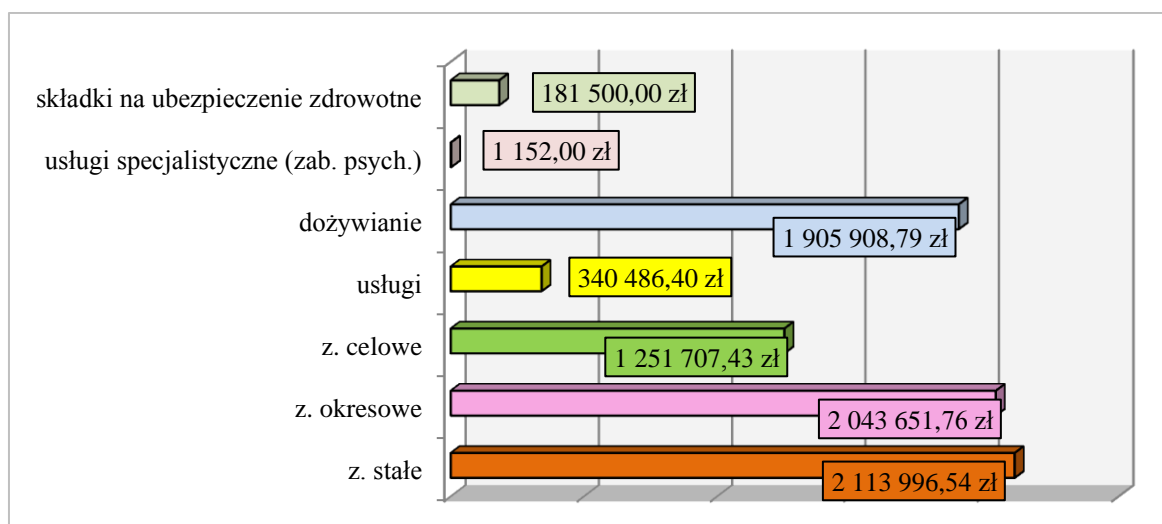 składki na ubezpieczenie zdrowotne 181 500,00 zł
usługi specjalistyczne (zab. psych.) 1 152,00 zł
dożywianie 1 905 908,79 zł
usługi 340 486,40 zł
z. celowe 1 251 707,43 zł
z. okresowe 2 043 651,76 zł
z. stałe 2 113 996,54 zł